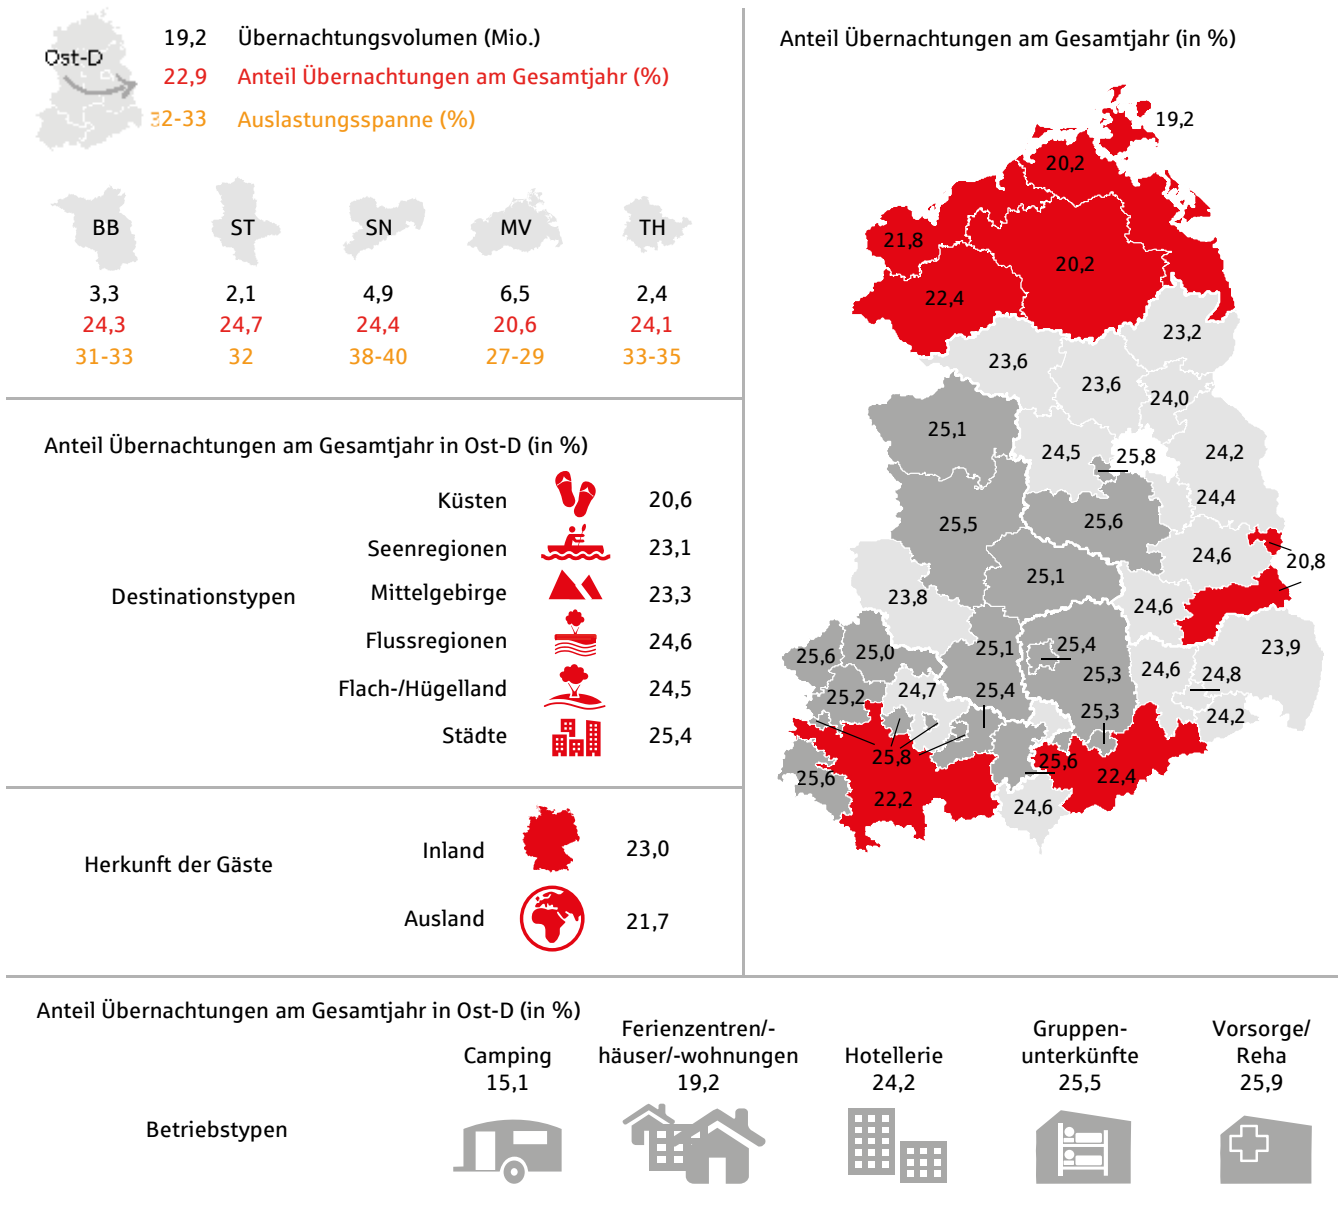 Ost-D
19,2 Übernachtungsvolumen (Mio.)
22,9 Anteil Übernachtungen am Gesamtjahr (%)
32-33 Auslastungsspanne (%)
BB ST SN MV TH
3,3 2,1 4,9 6,5 2,4
24,3 24,7 24,4 20,6 24,1
31-33 32 38-40 27-29 33-35
Anteil Übernachtungen am Gesamtjahr in Ost-D (in %)
Destinationstypen
Küsten 20,6
Seenregionen 23,1
Mittelgebirge 23,3
Flussregionen 24,6
Flach-/Hügelland 24,5
Städte 25,4
Herkunft der Gäste
Inland 23,0
Ausland 21,7
Anteil Übernachtungen am Gesamtjahr (in %)
19,2
20,2
21,8
20,2
22,4
23,2
23,6
23,6
24,0
25,1
24,5
25,8
24,2
24,4
25,5
25,6
24,6
20,8
25,1
23,8
24,6
25,6
25,0
25,1
25,4
23,9
25,3
24,6
24,8
25,2
24,7
25,4
25,3
24,2
25,8
25,6
25,6
22,4
22,2
24,6
Anteil Übernachtungen am Gesamtjahr in Ost-D (in %)
Betriebstypen
Camping
15,1
Ferienzentren/-
häuser/-wohnungen
19,2
Hotellerie
24,2
Gruppen-
unterkünfte
25,5
Vorsorge/
Reha
25,9